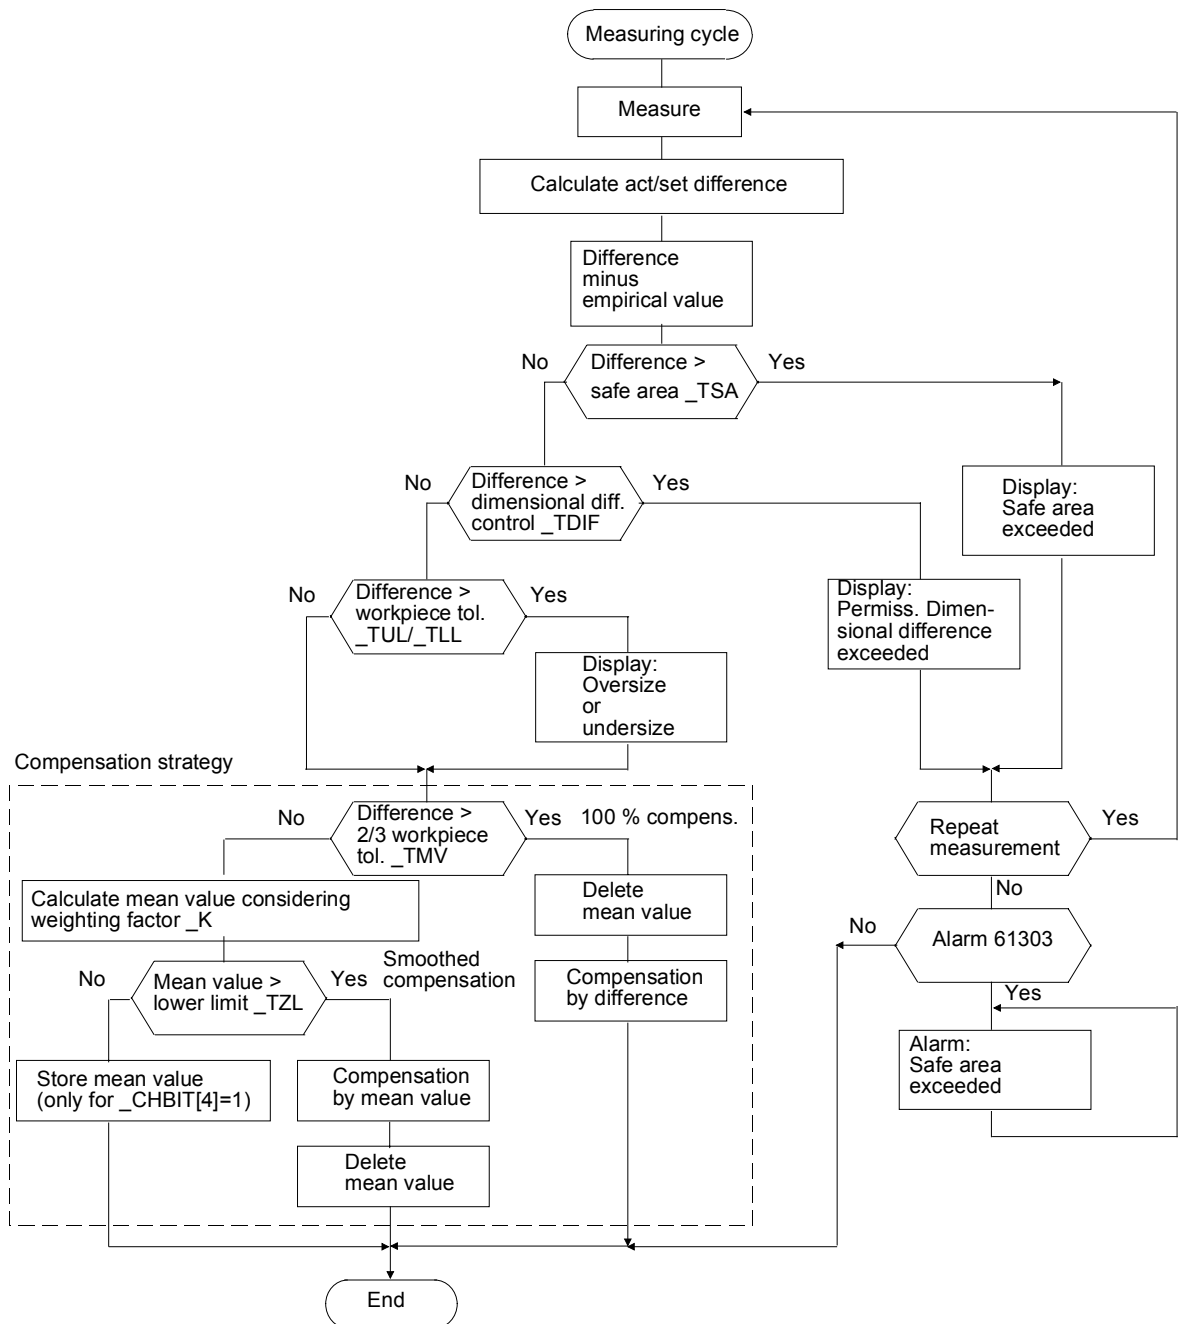 Measuring cycle
Measure
Calculate act/set difference
Difference
minus
empirical value
No
Difference >
safe area _TSA
Yes
No
Difference >
dimensional diff.
control _TDIF
Yes
Display:
Safe area
exceeded
No
Difference >
workpiece tol.
_TUL/_TLL
Yes
Display:
Permiss. Dimen-
sional difference
exceeded
Display:
Oversize
or
undersize
Compensation strategy
No
Difference >
2/3 workpiece
tol. _TMV
Yes
100 % compens.
Repeat
measurement
Yes
No
Calculate mean value considering
weighting factor _K
Delete
mean value
No
Alarm 61303
Yes
No
Mean value >
lower limit _TZL
Yes
Smoothed
compensation
Compensation
by difference
Alarm:
Safe area
exceeded
Store mean value
(only for _CHBIT[4]=1)
Compensation
by mean value
Delete
mean value
End